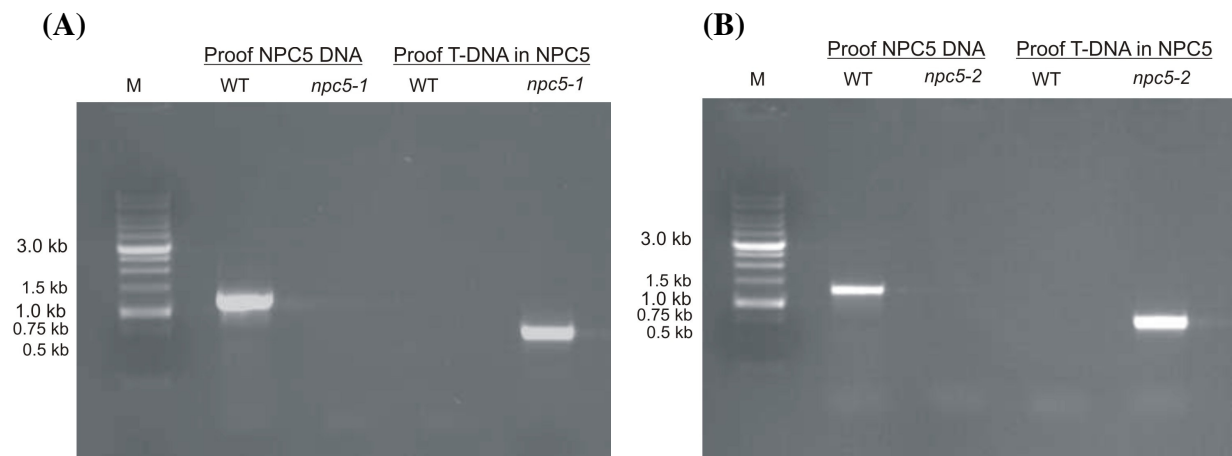 (A)
Proof NPC5 DNA Proof T-DNA in NPC5
M WT npc5-1 WT npc5-1
3.0 kb
1.5 kb
1.0 kb
0.75 kb
0.5 kb
(B)
Proof NPC5 DNA Proof T-DNA in NPC5
M WT npc5-2 WT npc5-2
3.0 kb
1.5 kb
1.0 kb
0.75 kb
0.5 kb